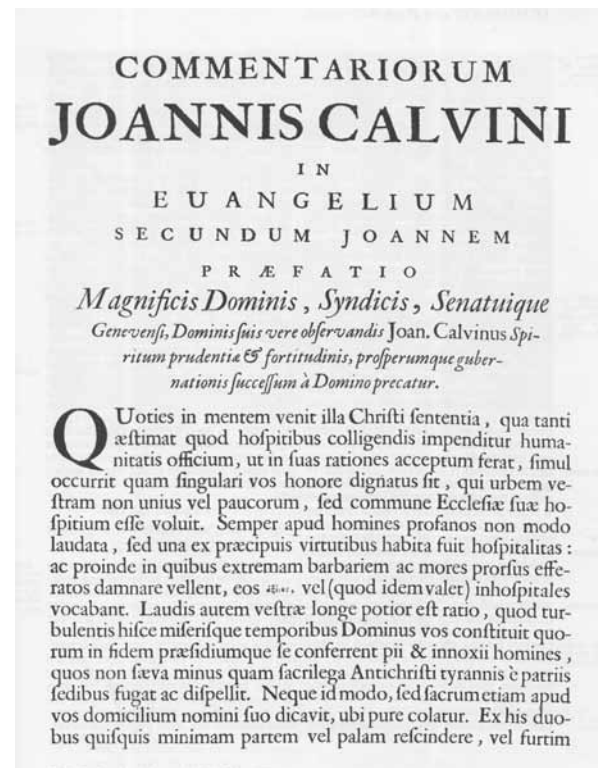 COMMENTARIORUM
JOANNIS CALVINI
IN
EUANGELIUM
SECUNDUM JOANNEM
PRÆFATIO
Magnificis Dominis, Syndicis, Senatuique
Genevenſi, Dominis ſuis vere obſervandis Joan. Calvinus Spi-
ritum prudentiæ & fortitudinis, proſperumque guber-
nationis ſucceſſum à Domino precatur.
QUoties in mentem venit illa Chriſti ſententia, qua tanti
æſtimat quod hoſpitibus colligendis impenditur huma-
nitatis officium, ut in ſuas rationes acceptum ferat, ſimul
occurrit quam ſingulari vos honore dignatus ſit, qui urbem ve-
ſtram non unius vel paucorum, ſed commune Eccleſiæ ſuæ ho-
ſpitium eſſe voluit. Semper apud homines profanos non modo
laudata, ſed una ex præcipuis virtutibus habita fuit hoſpitalitas:
ac proinde in quibus extremam barbariem ac mores prorſus effe-
ratos damnare vellent, eos vel (quod idem valet) inhoſpitales
vocabant. Laudis autem veſtræ longe potior eſt ratio, quod tur-
bulentis hiſce miſeriſque temporibus Dominus vos conſtituit quo-
rum in fidem præſidiumque ſe conferrent pii & innoxii homines,
quos non ſæva minus quam ſacrilega Antichriſti tyrannis è patriis
ſedibus fugat ac diſpellit. Neque id modo, ſed ſacrum etiam apud
vos domicilium nomini ſuo dicavit, ubi pure colatur. Ex his duo-
bus quiſquis minimam partem vel palam reſcindere, vel furtim